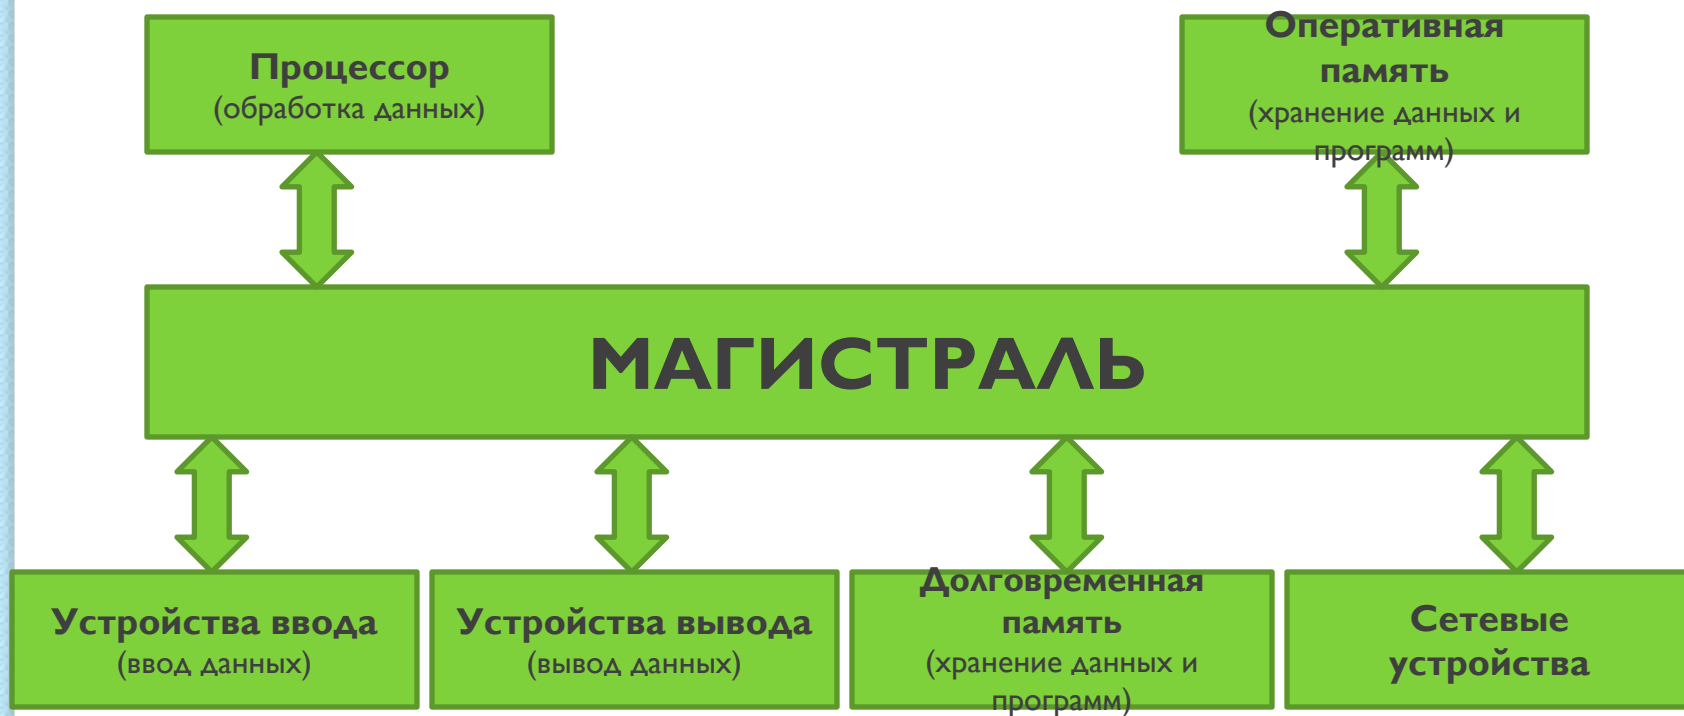 Процессор
(обработка данных)
Оперативная
память
(хранение данных и
программ)
МАГИСТРАЛЬ
Устройства ввода
(ввод данных)
Устройства вывода
(вывод данных)
Долговременная
память
(хранение данных и
программ)
Сетевые
устройства